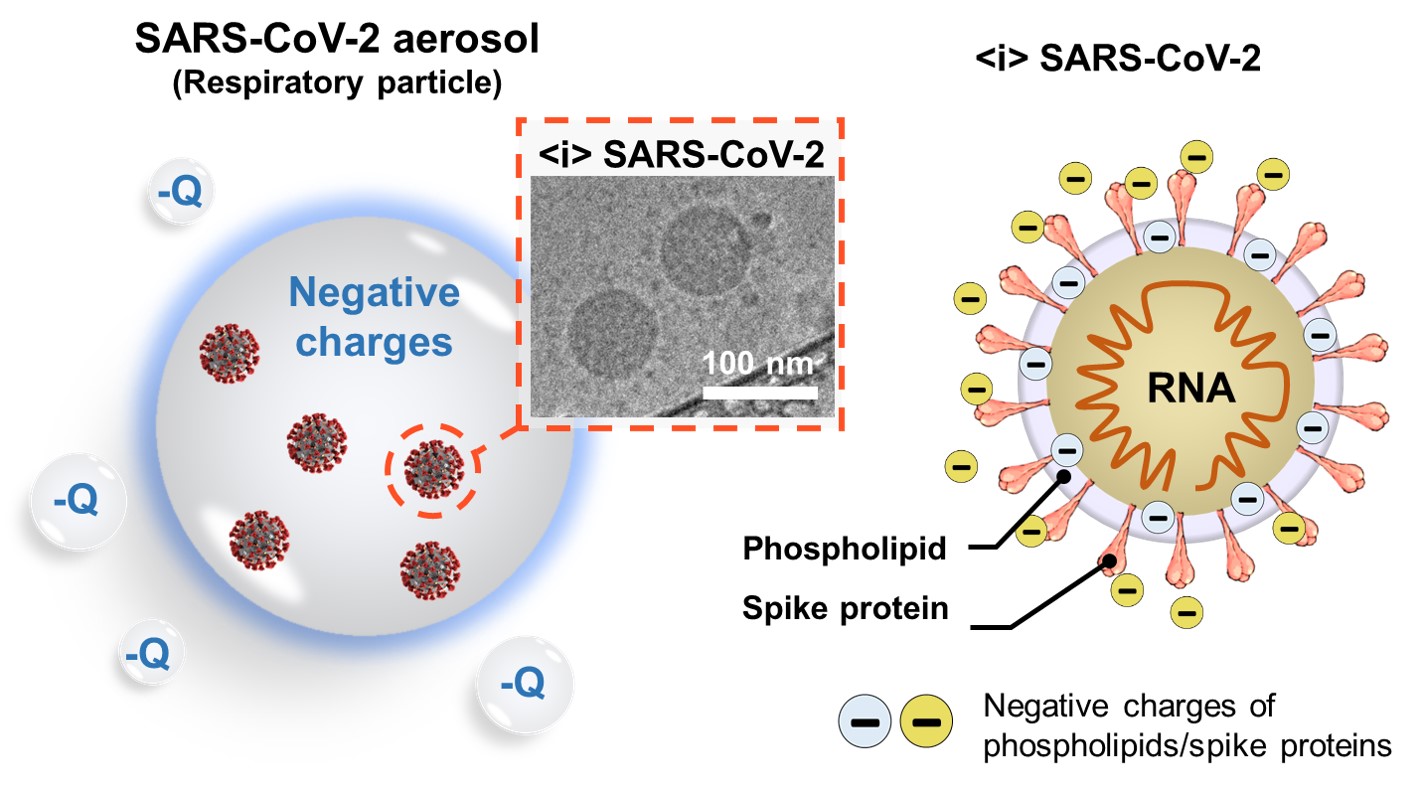 SARS-CoV-2 aerosol
(Respiratory particle)
<i> SARS-CoV-2
<i> SARS-CoV-2
-Q
Negative
charges
100 nm
RNA
-Q
Phospholipid
Spike protein
-Q
-Q
Negative charges of
phospholipids/spike proteins